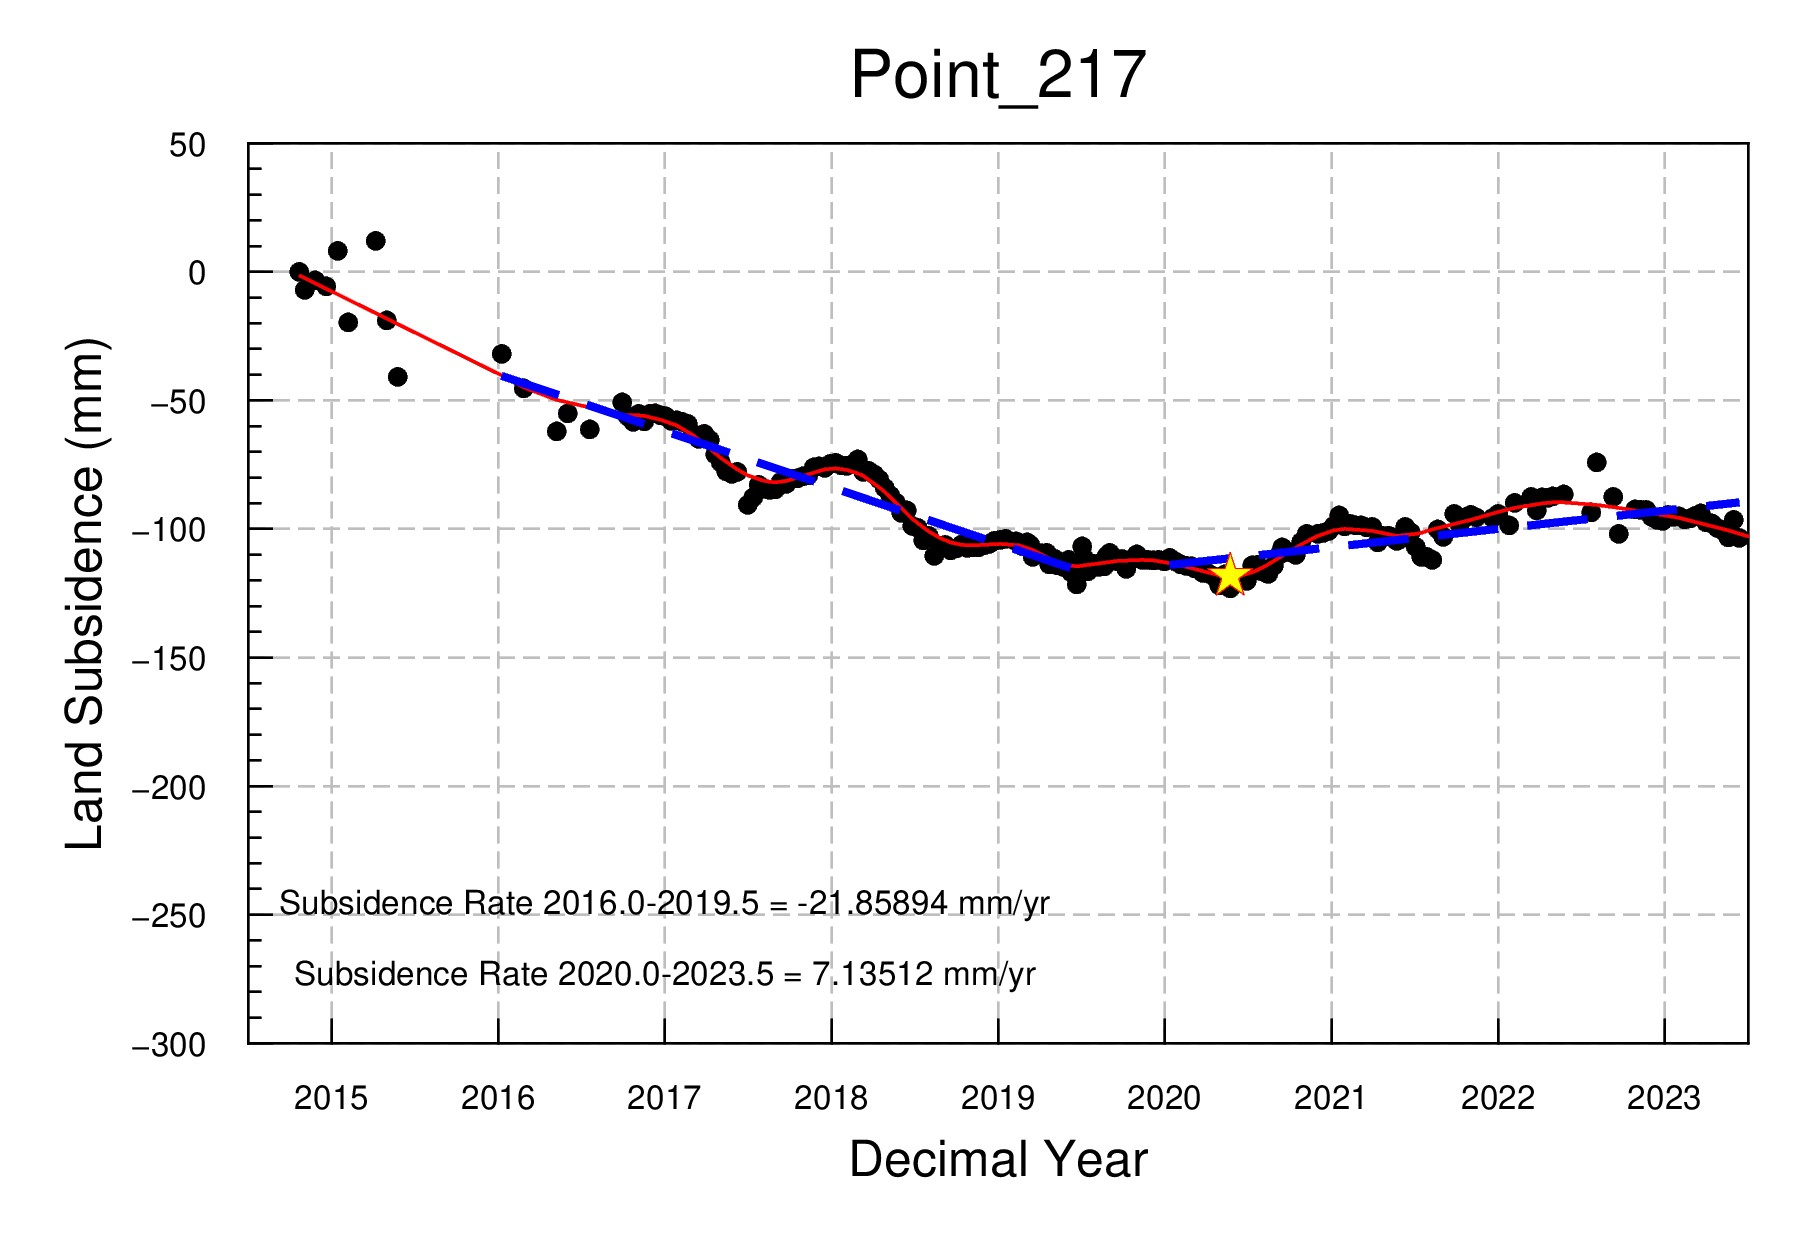 Point_217
50
0
−50
−100
−150
−200
−250
−300
Land Subsidence (mm)
Subsidence Rate 2016.0-2019.5 = -21.85894 mm/yr
Subsidence Rate 2020.0-2023.5 = 7.13512 mm/yr
2015 2016 2017 2018 2019 2020 2021 2022 2023
Decimal Year